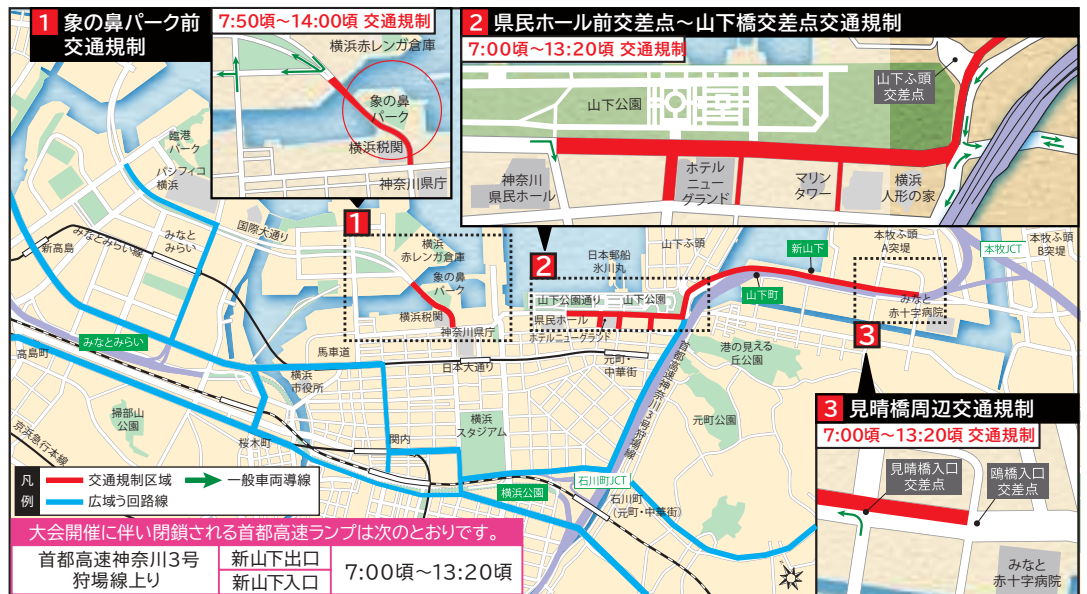 1 象の鼻パーク前
交通規制
7:50頃～14:00頃 交通規制
横浜赤レンガ倉庫
象の鼻
パーク
横浜税関
神奈川県庁
2 県民ホール前交差点～山下橋交差点交通規制
7:00頃～13:20頃 交通規制
山下ふ頭
交差点
山下公園
神奈川
県民ホール
ホテル
ニュー
グランド
マリン
タワー
横浜
人形の家
臨港
パーク
パシフィコ
横浜
国際大通り
新高島
みなとみらい線
みなと
みらい
1
横浜
赤レンガ倉庫
象の鼻
パーク
横浜税関
神奈川県庁
2
日本郵船
氷川丸
山下ふ頭
山下公園通り
山下公園
県民ホール
ホテルニューグランド
新山下
山下町
本牧ふ頭
A突堤
本牧JCT
本牧ふ頭
B突堤
みなと
赤十字病院
3
みなとみらい
高島町
馬車道
日本大通り
元町・
中華街
港の見える
丘公園
首都高速神奈川3号狩場線
横浜
市役所
掃部山
公園
京浜急行本線
桜木町
関内
横浜
スタジアム
元町公園
横浜公園
石川町JCT
石川町
(元町・中華街)
3 見晴橋周辺交通規制
7:00頃～13:20頃 交通規制
見晴橋入口
交差点
鴎橋入口
交差点
みなと
赤十字病院
凡例
交通規制区域
一般車両導線
広域う回路線
大会開催に伴い閉鎖される首都高速ランプは次のとおりです。
首都高速神奈川3号
狩場線上り
新山下出口
新山下入口
7:00頃～13:20頃